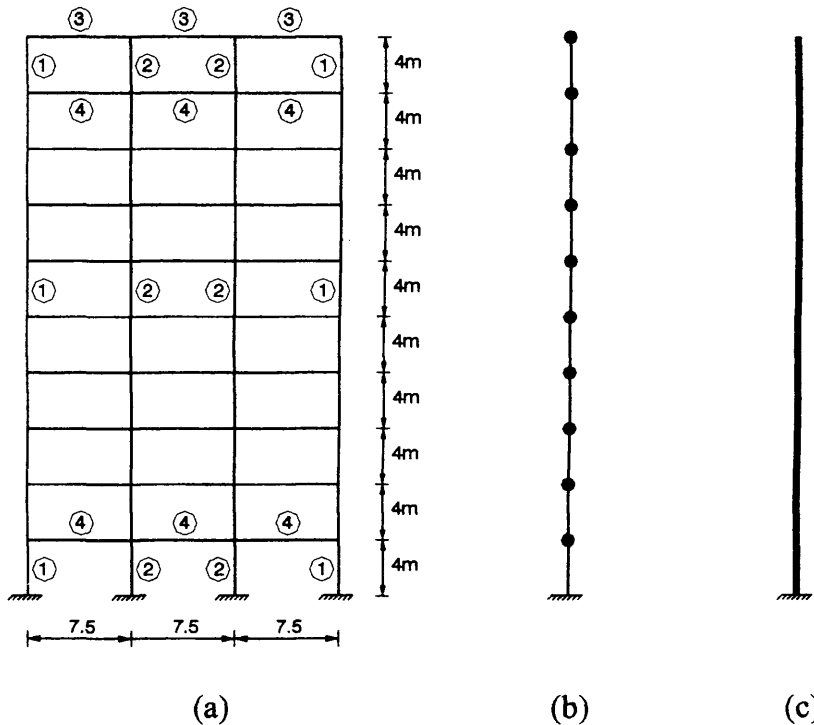 ③ ③ ③
① ② ② ① 4m
④ ④ ④ 4m
4m
4m
① ② ② ① 4m
4m
4m
4m
④ ④ ④ 4m
① ② ② ① 4m
7.5 7.5 7.5
(a) (b) (c)